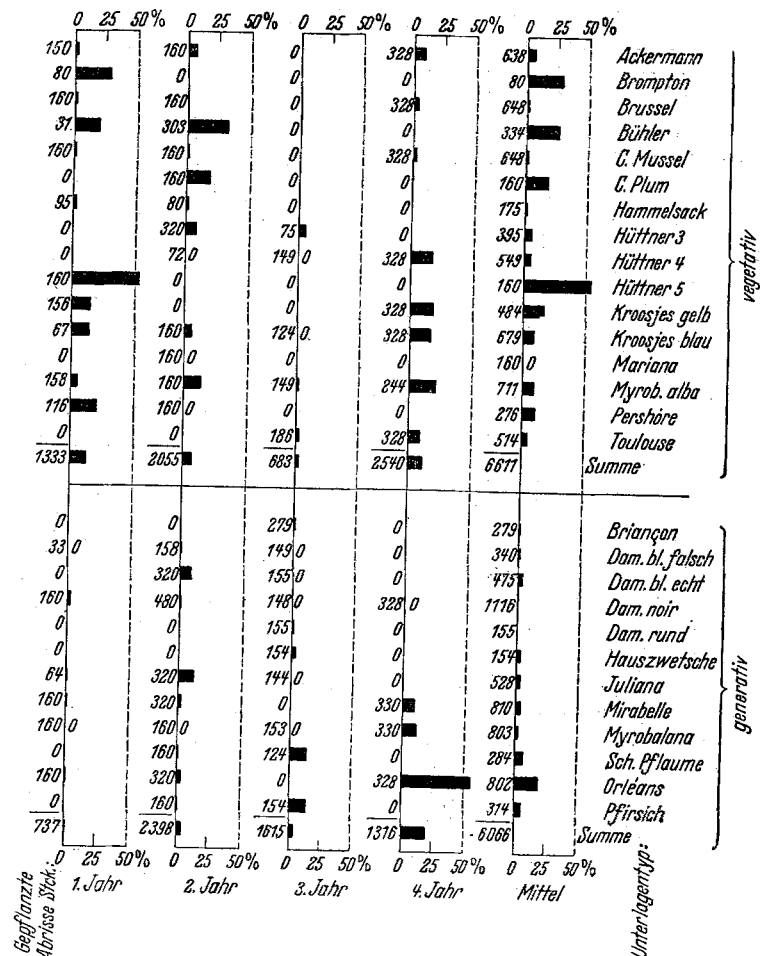 0 25 50% 0 25 50% 0 25 50% 0 25 50% 0 25 50%
150 160 0 328 638 Ackermann
80 0 0 0 80 Brompton
160 160 0 328 648 Brussel
31 303 0 0 334 Bühler
160 160 0 328 648 C. Mussel
0 160 0 0 160 C. Plum
95 80 0 0 175 Hammelsack
0 320 75 0 395 Hüttner 3
0 72 0 149 0 328 549 Hüttner 4
160 0 0 0 160 Hüttner 5
156 0 0 328 484 Kroosjes gelb
67 160 124 0 328 679 Kroosjes blau
0 160 0 0 0 160 0 Mariana
158 160 149 244 711 Myrob. alba
116 160 0 0 0 276 Pershore
0 0 186 328 514 Toulouse
1333 2055 683 2540 6611 Summe
vegetativ
0 0 279 0 279 Briançon
33 0 158 149 0 0 340 Dam. bl. falsch
0 320 155 0 0 475 Dam. bl. echt
160 480 148 0 328 0 1116 Dam. noir
0 0 155 0 155 Dam. rund
0 0 154 0 154 Hauszwetsche
64 320 144 0 0 528 Juliana
160 320 0 330 810 Mirabelle
160 0 160 0 153 0 330 803 Myrobalana
0 160 124 0 284 Sch. Pflaume
160 320 0 328 802 Orléans
0 160 154 0 314 Pfirsich
737 2398 1615 1316 6066 Summe
generativ
0 25 50% 0 25 50% 0 25 50% 0 25 50% 0 25 50%
1. Jahr 2. Jahr 3. Jahr 4. Jahr Mittel
Gepflanzte
Abrisse Stck.:
Unterlagentyp: